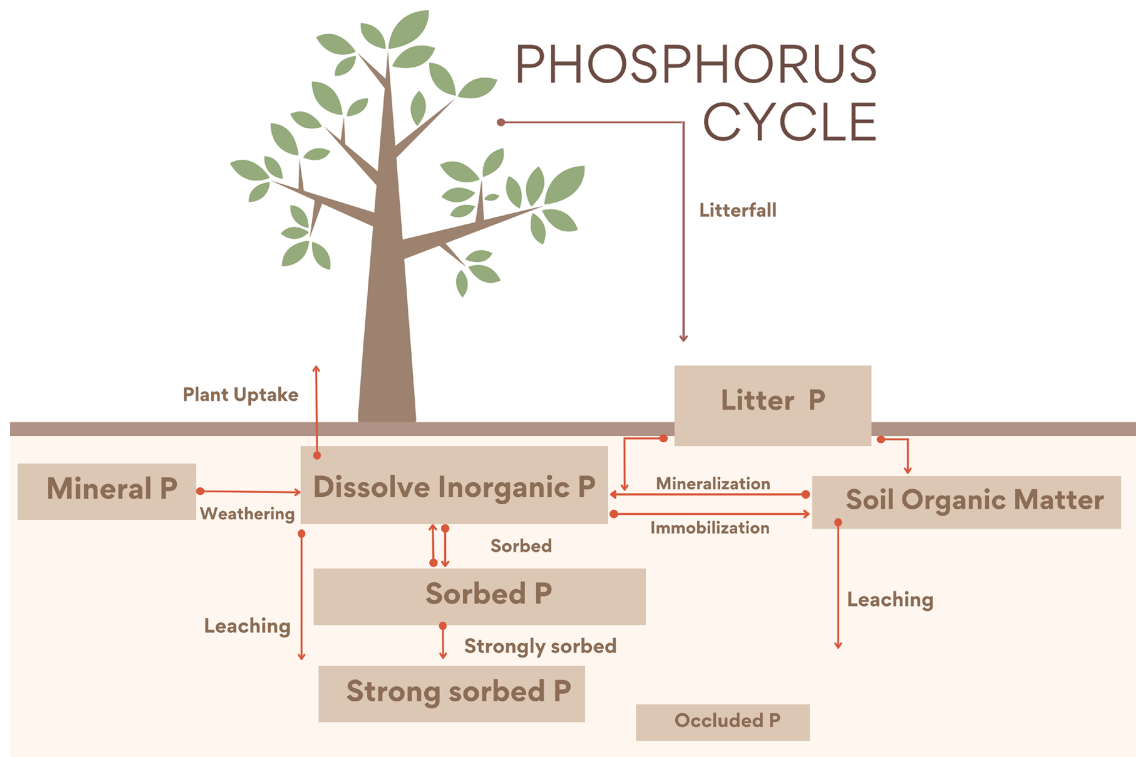 PHOSPHORUS
CYCLE
Litterfall
Plant Uptake
Litter P
Mineral P
Weathering
Dissolve Inorganic P
Mineralization
Immobilization
Soil Organic Matter
Sorbed
Sorbed P
Leaching
Leaching
Strongly sorbed
Strong sorbed P
Occluded P